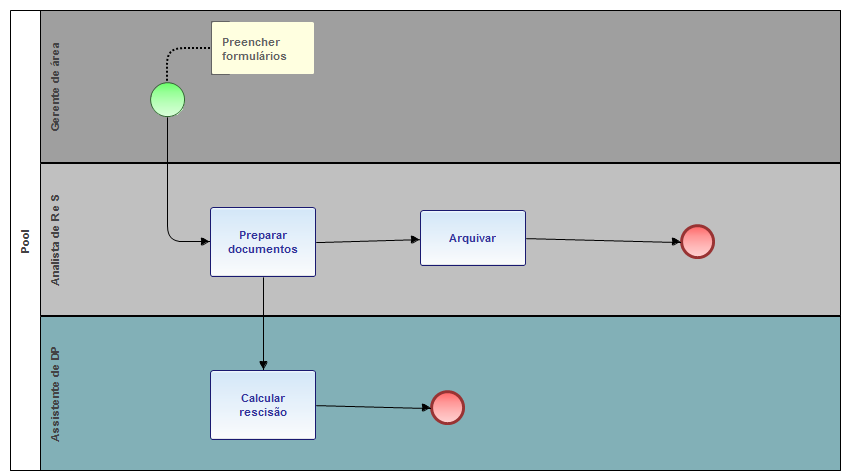 Pool
Gerente de área
Preencher
formulários
Analista de R e S
Preparar
documentos
Arquivar
Assistente de DP
Calcular
rescisão